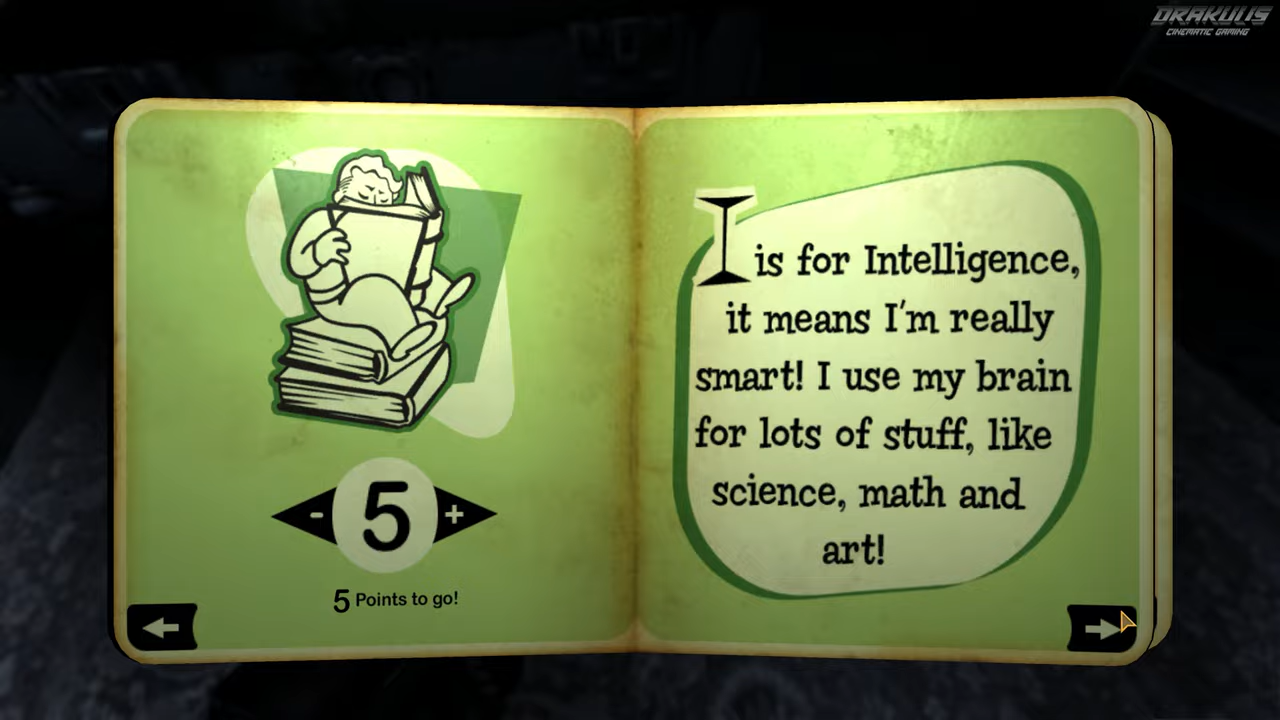 DRAKULIS
CINEMATIC GAMING
I is for Intelligence,
it means I'm really
smart! I use my brain
for lots of stuff, like
science, math and
art!
- 5 +
5 Points to go!